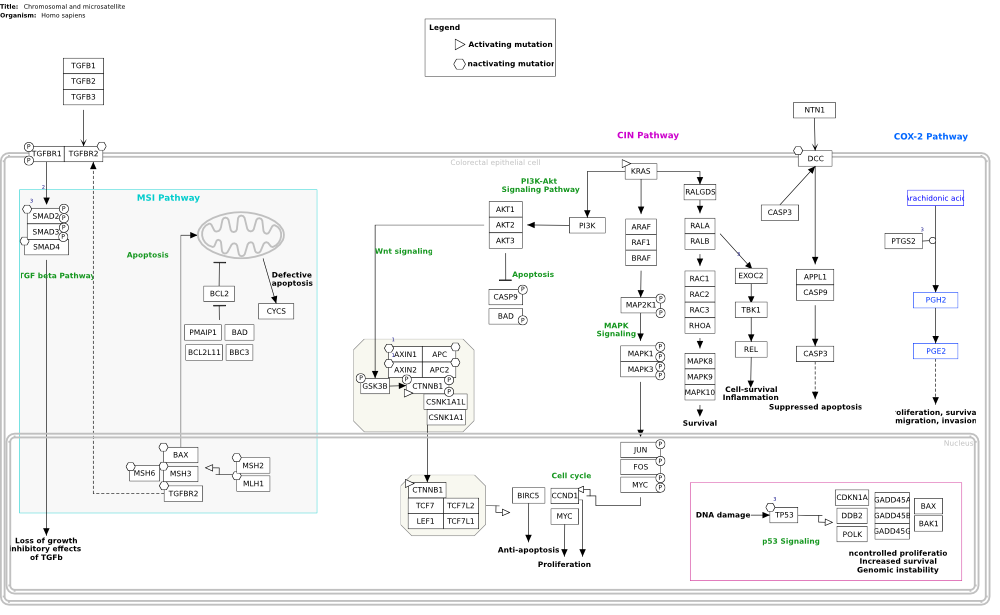 Title: Chromosomal and microsatellite
Organism: Homo sapiens
Legend
Activating mutation
nactivating mutation
TGFB1
TGFB2
TGFB3
NTN1
CIN Pathway
COX-2 Pathway
P
P
TGFBR1
TGFBR2
DCC
Colorectal epithelial cell
KRAS
PI3K-Akt
Signaling Pathway
RALGDS
2
MSI Pathway
3
SMAD2
P
SMAD3
P
SMAD4
P
AKT1
AKT2
AKT3
PI3K
ARAF
RAF1
BRAF
RALA
RALB
CASP3
Arachidonic acid
PTGS2
3
Wnt signaling
Apoptosis
TGF beta Pathway
Defective
apoptosis
BCL2
CYCS
PMAIP1
BAD
BCL2L11
BBC3
Apoptosis
CASP9
P
BAD
P
MAP2K1
P
P
MAPK
Signaling
MAPK1
P
MAPK3
P
RAC1
RAC2
RAC3
RHOA
MAPK8
MAPK9
MAPK10
Survival
EXOC2
TBK1
REL
Cell-survival
Inflammation
APPL1
CASP9
CASP3
Suppressed apoptosis
PGH2
PGE2
oliferation, surviva
migration, invasion
1
AXIN1
APC
AXIN2
APC2
P
GSK3B
P
CTNNB1
P
CSNK1A1L
CSNK1A1
Nucleus
BAX
MSH6
MSH3
TGFBR2
MSH2
MLH1
CTNNB1
TCF7
TCF7L2
LEF1
TCF7L1
BIRC5
Cell cycle
CCND1
MYC
Anti-apoptosis
Proliferation
JUN
P
FOS
P
MYC
P
DNA damage
3
TP53
p53 Signaling
CDKN1A
DDB2
POLK
GADD45A
GADD45B
GADD45G
BAX
BAK1
ncontrolled proliferatio
Increased survival
Genomic instability
Loss of growth
inhibitory effects
of TGFb